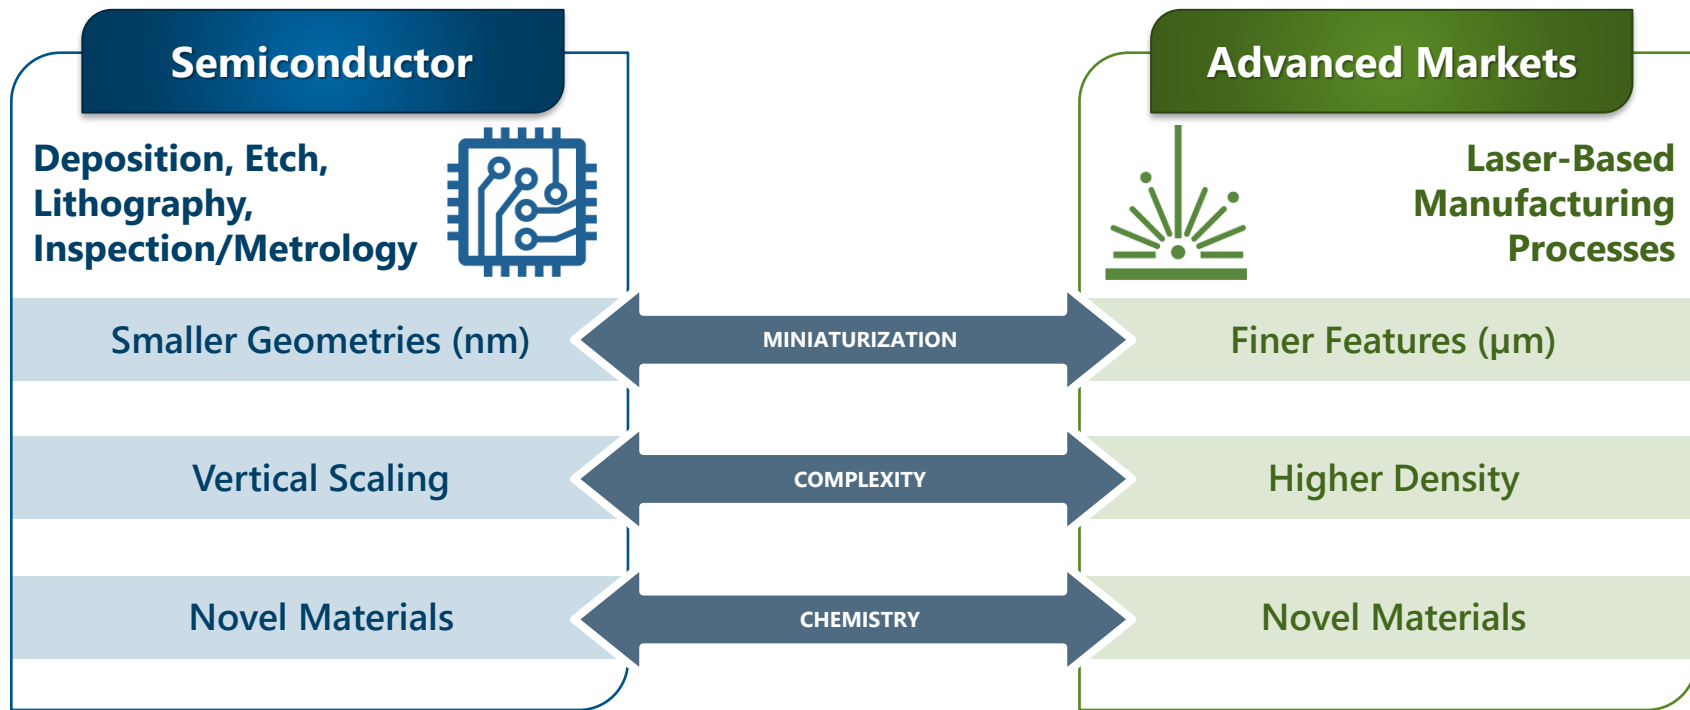 Semiconductor
Advanced Markets
Deposition, Etch,
Lithography,
Inspection/Metrology
Laser-Based
Manufacturing
Processes
Smaller Geometries (nm)
MINIATURIZATION
Finer Features (µm)
Vertical Scaling
COMPLEXITY
Higher Density
Novel Materials
CHEMISTRY
Novel Materials